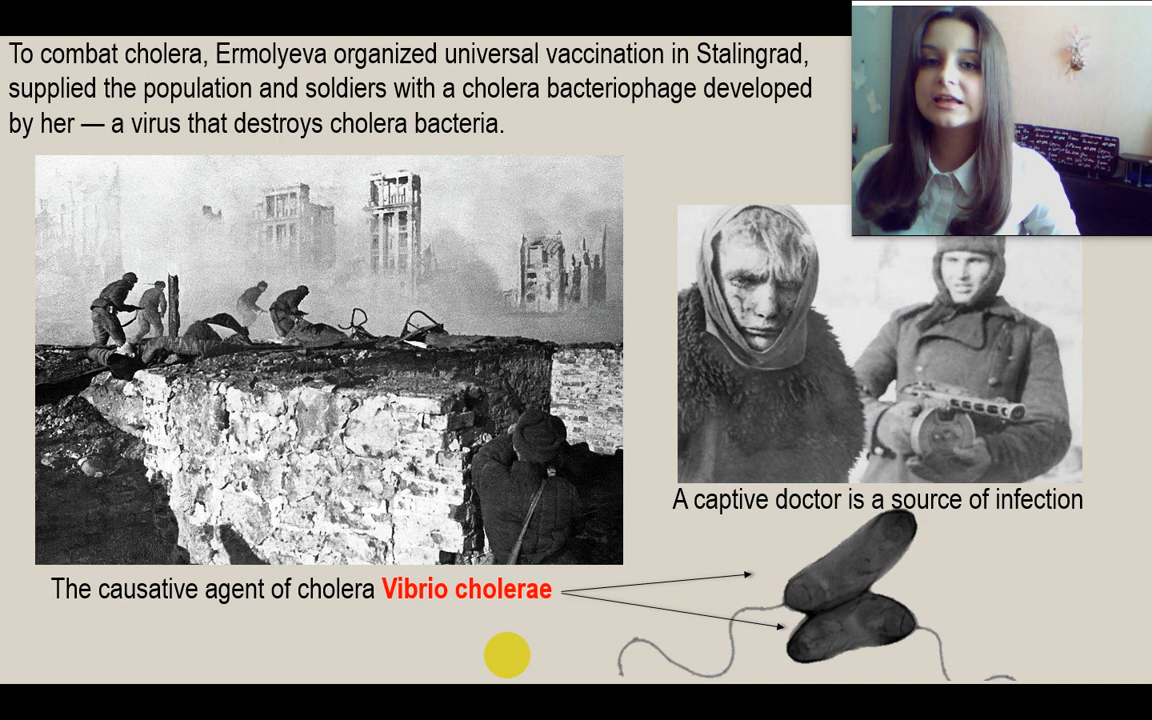 To combat cholera, Ermolyeva organized universal vaccination in Stalingrad,
supplied the population and soldiers with a cholera bacteriophage developed
by her — a virus that destroys cholera bacteria.
A captive doctor is a source of infection
The causative agent of cholera Vibrio cholerae